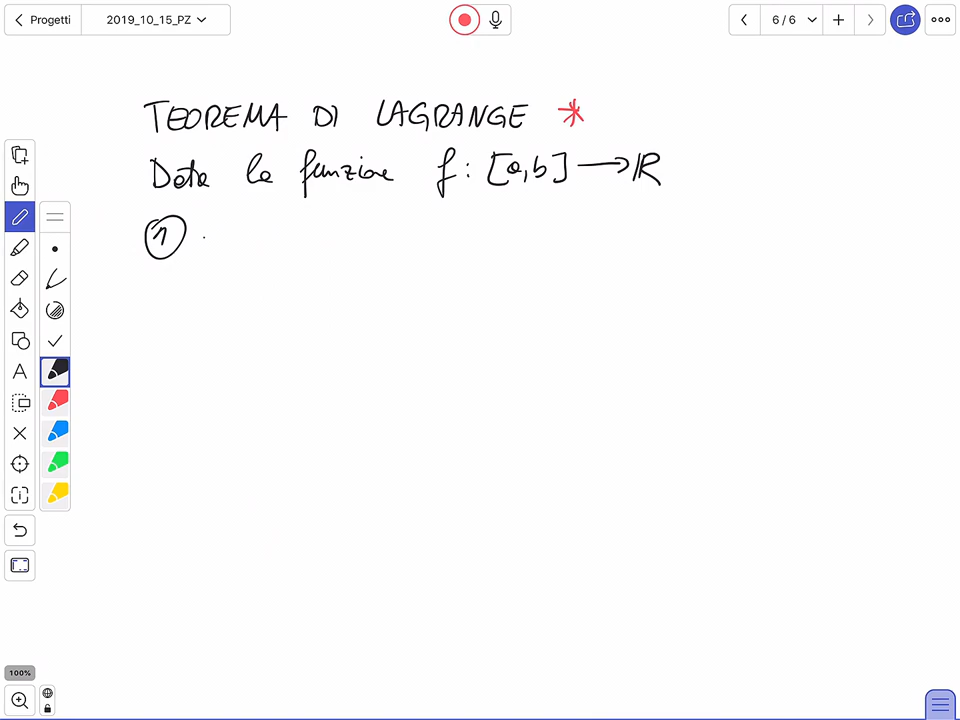 Progetti 2019_10_15_PZ 6/6
TEOREMA DI LAGRANGE *
Data la funzione f: [a,b] → ℝ
①
A
100%